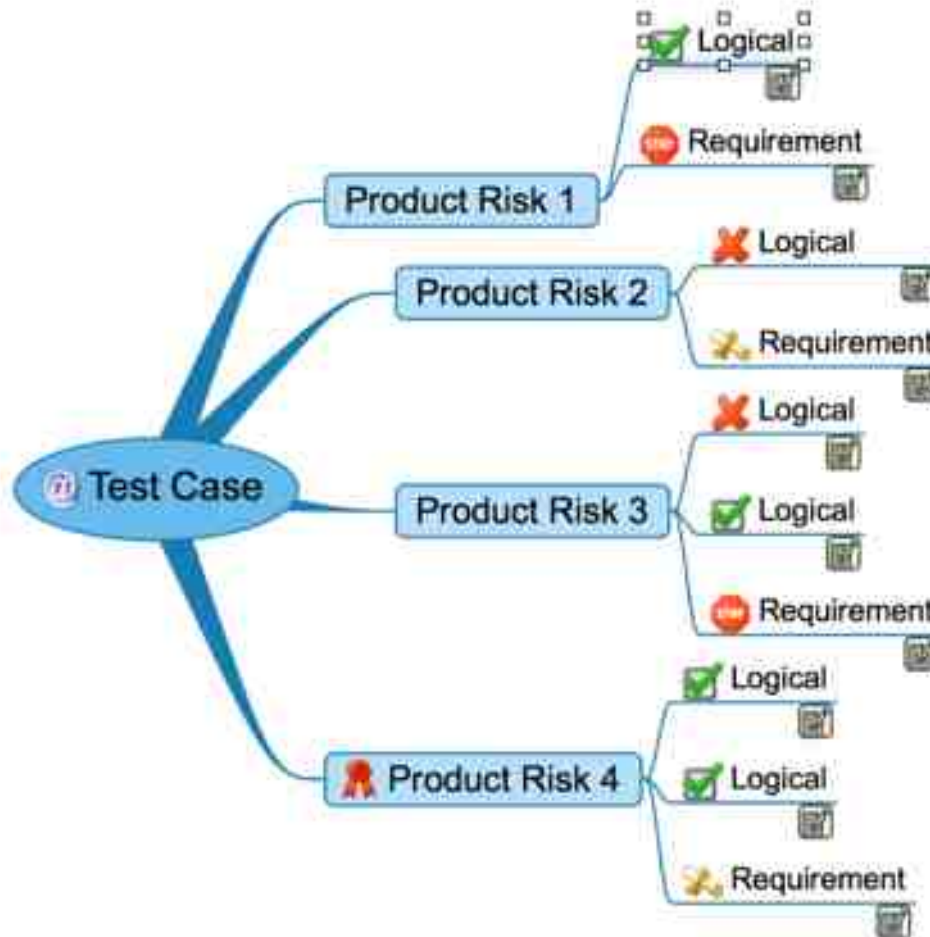 Logical
Requirement
Product Risk 1
Logical
Product Risk 2
Requirement
Logical
Test Case
Product Risk 3
Logical
Requirement
Logical
Product Risk 4
Logical
Requirement